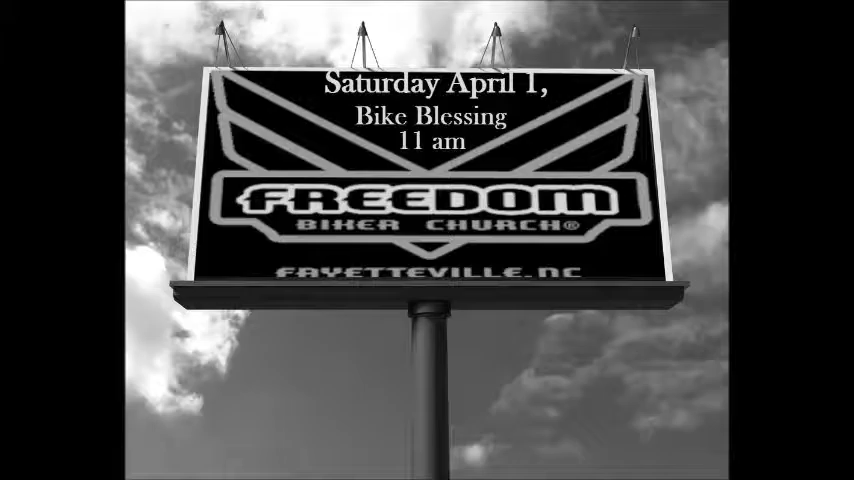 Saturday April 1,
Bike Blessing
11 am
FREEDOM
BIKER CHURCH®
FAYETTEVILLE.NC